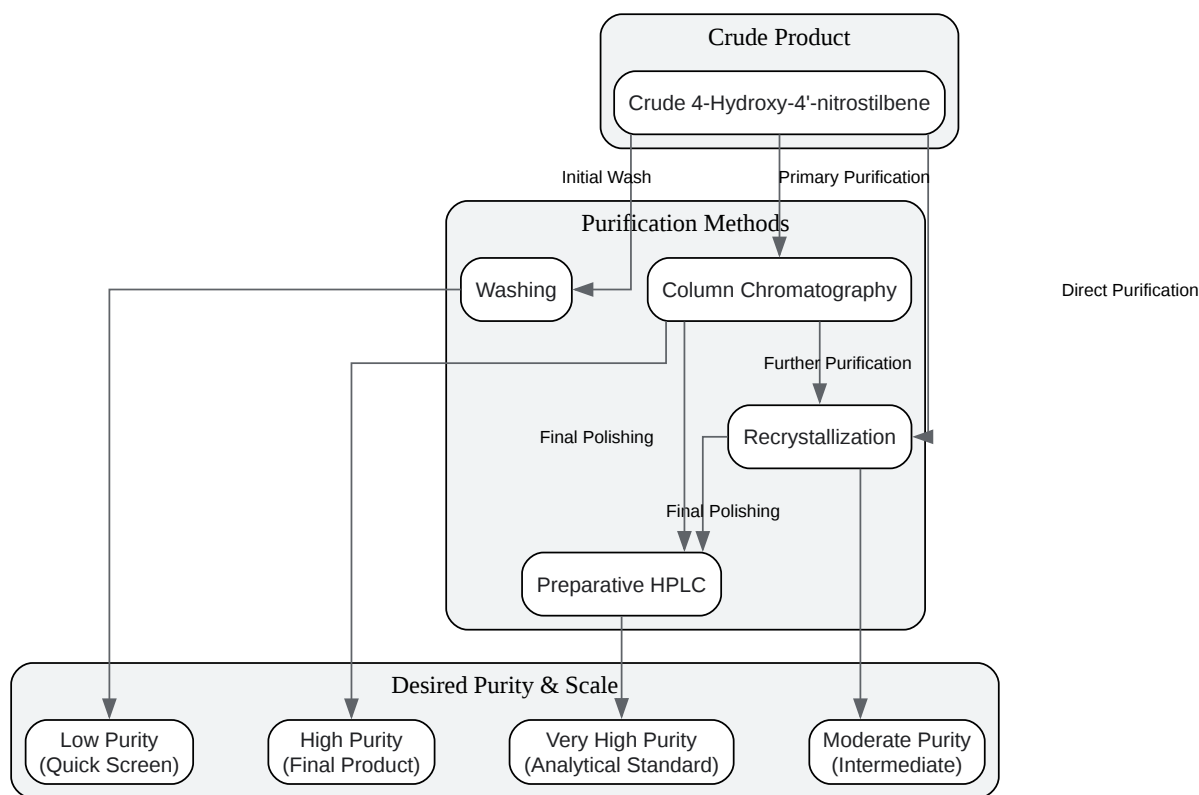 Crude Product
Crude 4-Hydroxy-4'-nitrostilbene
Initial Wash
Primary Purification
Purification Methods
Washing
Column Chromatography
Direct Purification
Further Purification
Final Polishing
Recrystallization
Final Polishing
Preparative HPLC
Desired Purity & Scale
Low Purity
(Quick Screen)
High Purity
(Final Product)
Very High Purity
(Analytical Standard)
Moderate Purity
(Intermediate)